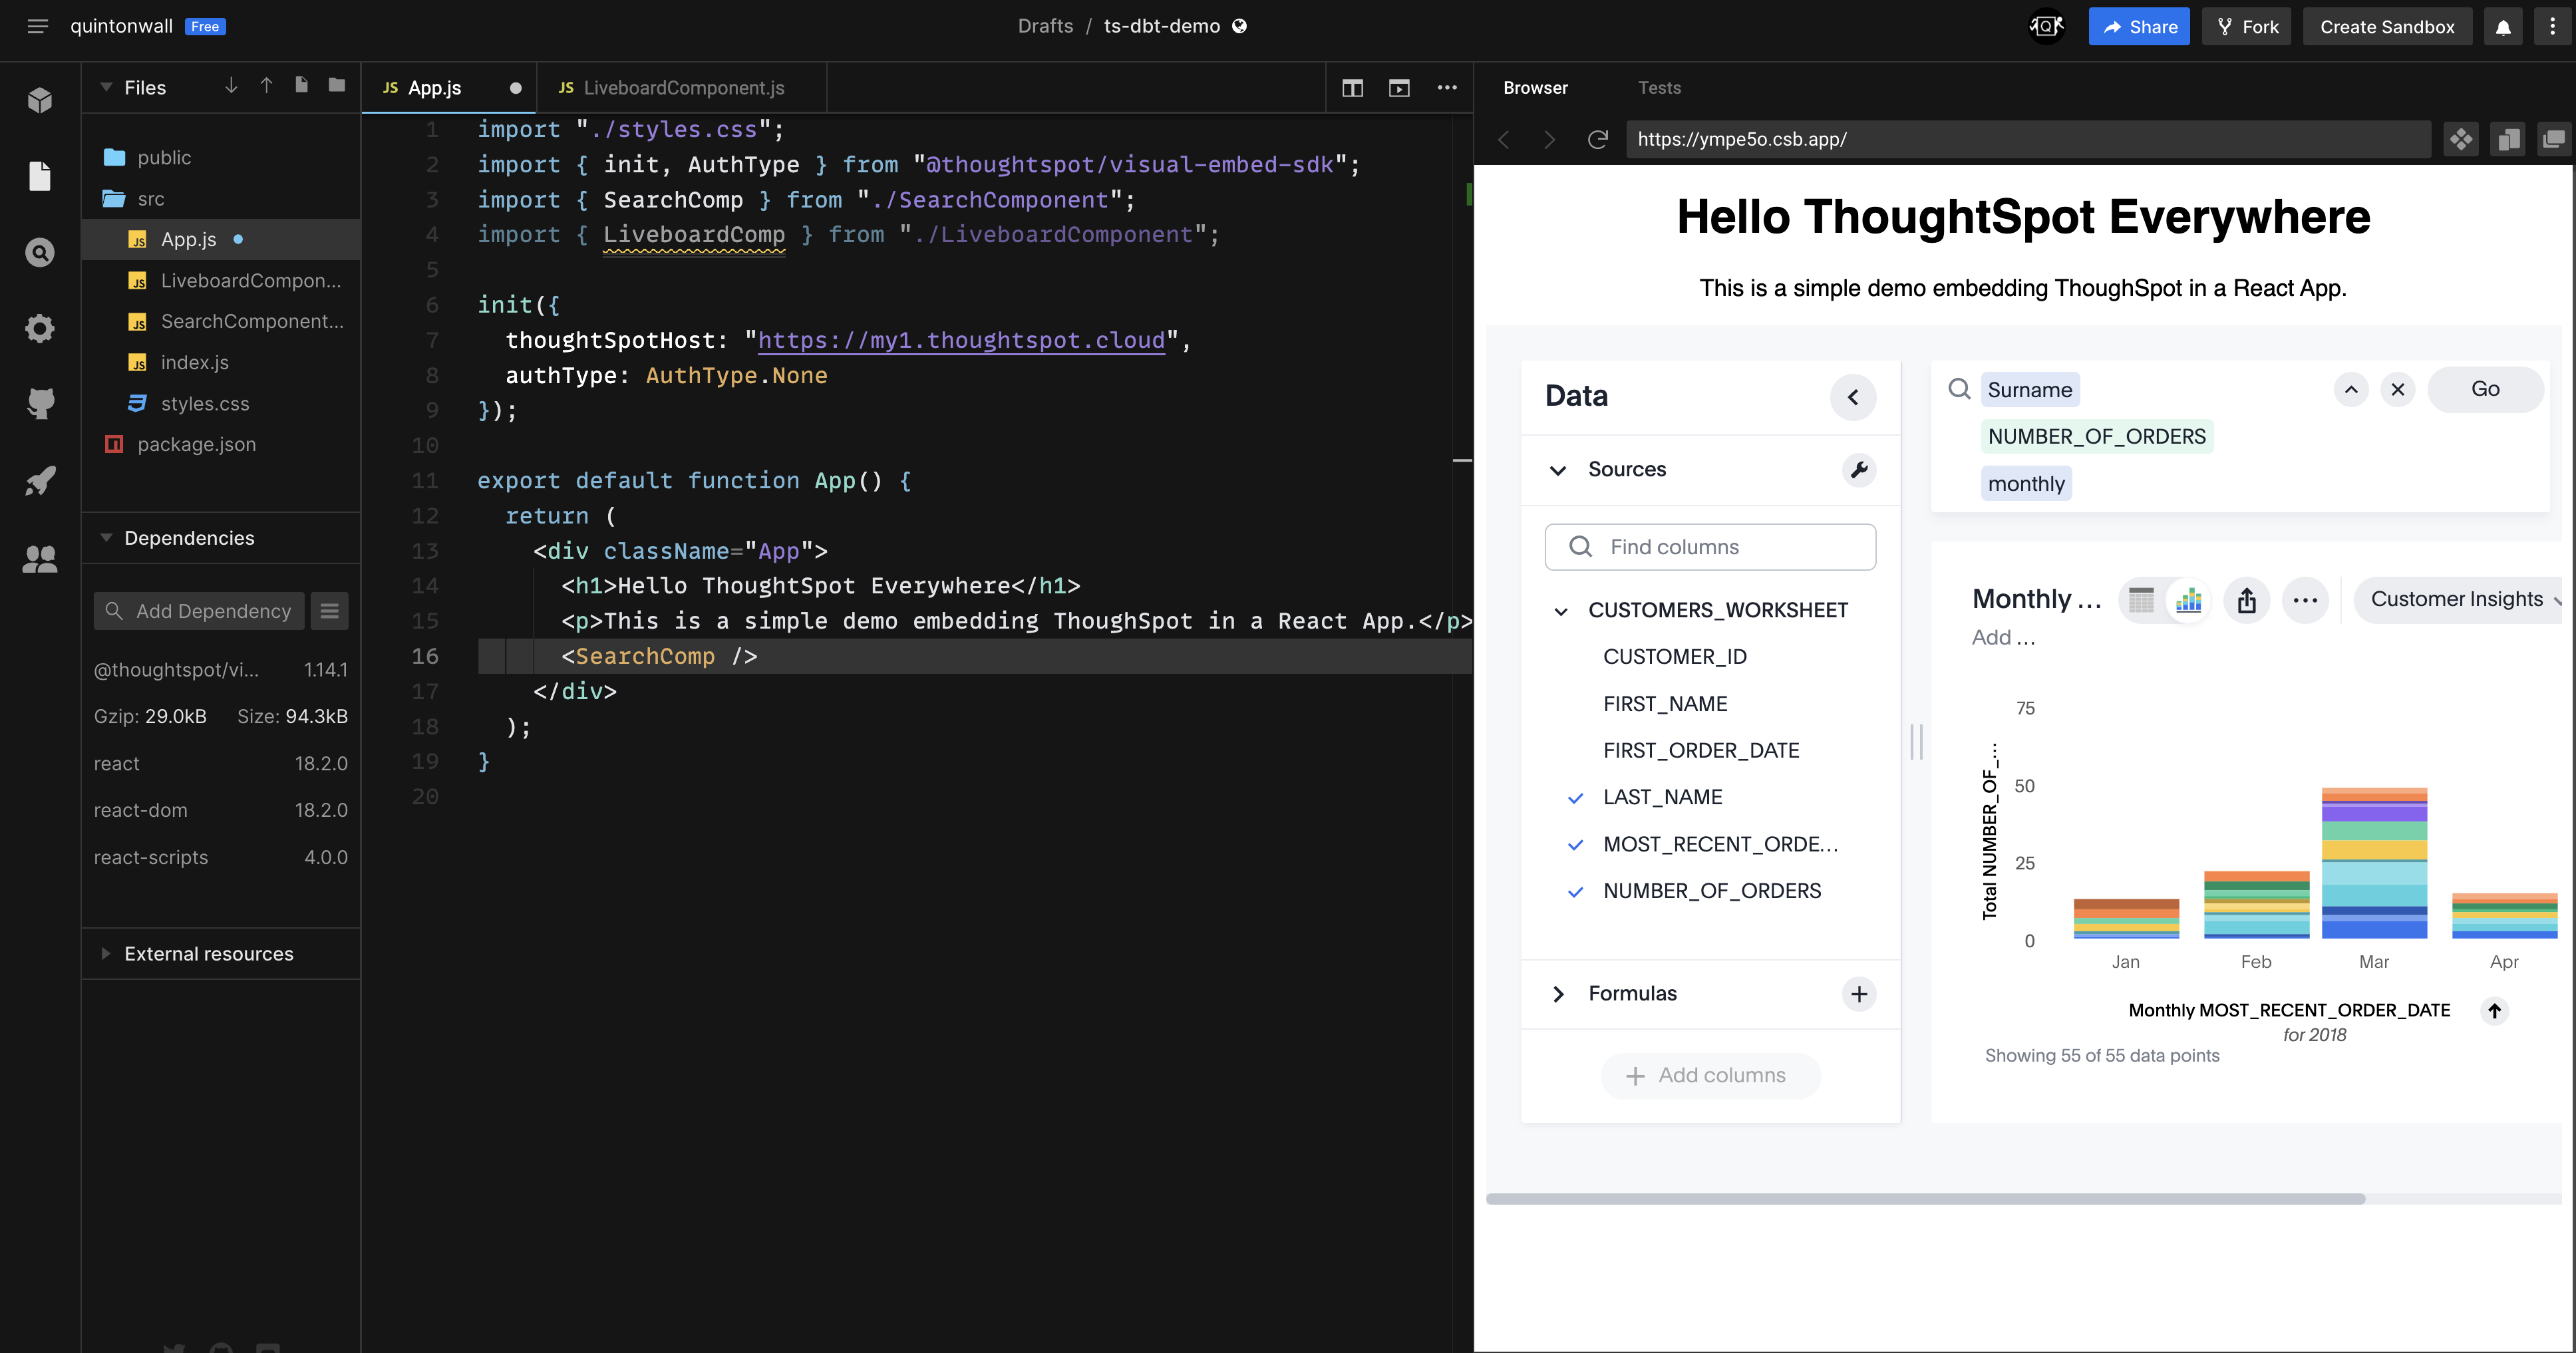 quintonwall Free
Drafts / ts-dbt-demo
Share Fork Create Sandbox
Files
public
src
JS App.js
JS LiveboardCompon...
JS SearchComponent...
JS index.js
styles.css
package.json
Dependencies
Add Dependency
@thoughtspot/vi... 1.14.1
Gzip: 29.0kB Size: 94.3kB
react 18.2.0
react-dom 18.2.0
react-scripts 4.0.0
External resources
JS App.js
JS LiveboardComponent.js
1 import "./styles.css";
2 import { init, AuthType } from "@thoughtspot/visual-embed-sdk";
3 import { SearchComp } from "./SearchComponent";
4 import { LiveboardComp } from "./LiveboardComponent";
5
6 init({
7 thoughtSpotHost: "https://my1.thoughtspot.cloud",
8 authType: AuthType.None
9 });
10
11 export default function App() {
12 return (
13 <div className="App">
14 <h1>Hello ThoughtSpot Everywhere</h1>
15 <p>This is a simple demo embedding ThoughSpot in a React App.</p>
16 <SearchComp />
17 </div>
18 );
19 }
20
Browser Tests
https://ympe5o.csb.app/
Hello ThoughtSpot Everywhere
This is a simple demo embedding ThoughSpot in a React App.
Data
Sources
Find columns
CUSTOMERS_WORKSHEET
CUSTOMER_ID
FIRST_NAME
FIRST_ORDER_DATE
LAST_NAME
MOST_RECENT_ORDE...
NUMBER_OF_ORDERS
Formulas
Add columns
Surname
NUMBER_OF_ORDERS
monthly
Go
Monthly ...
Add ...
Customer Insights
Total NUMBER_OF_...
75
50
25
0
Jan Feb Mar Apr
Monthly MOST_RECENT_ORDER_DATE
for 2018
Showing 55 of 55 data points